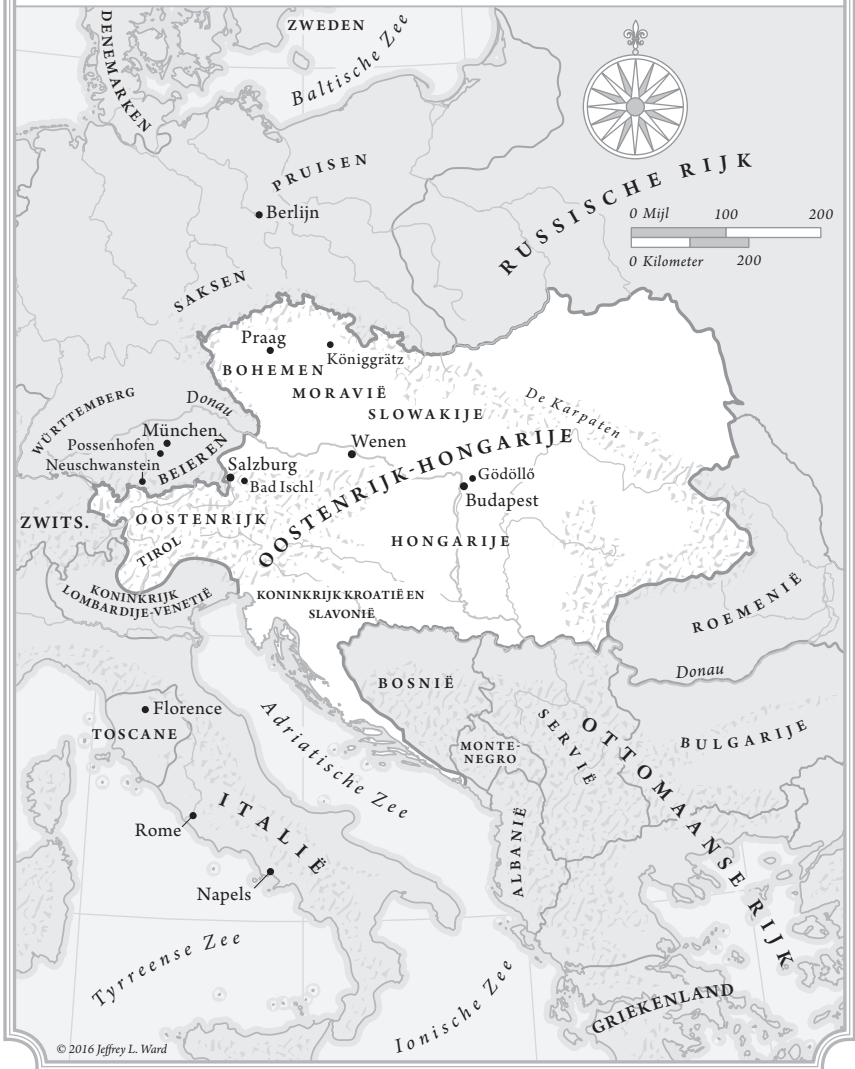 ZWEDEN
DENEMARKEN
Baltische Zee
PRUISEN
Berlijn
RUSSISCHE RIJK
0 Mijl 100 200
0 Kilometer 200
SAKSEN
Praag
Königgrätz
BOHEMEN
MORAVIË
SLOWAKIJE
De Karpaten
WÜRTTEMBERG
Donau
München
Possenhofen
Neuschwanstein
BEIEREN
Wenen
Salzburg
Bad Ischl
Gödöllő
Budapest
OOSTENRIJK-HONGARIJE
ZWITS.
OOSTENRIJK
TIROL
HONGARIJE
KONINKRIJK
LOMBARDIJE-VENETIË
KONINKRIJK KROATIË EN
SLAVONIË
ROEMENIË
Donau
BOSNIË
Florence
TOSCANE
Adriatische Zee
MONTE-
NEGRO
SERVIË
OTTOMAANSE RIJK
BULGARIJE
ITALIË
Rome
Napels
ALBANIË
Tyrreense Zee
Ionische Zee
GRIEKENLAND
© 2016 Jeffrey L. Ward